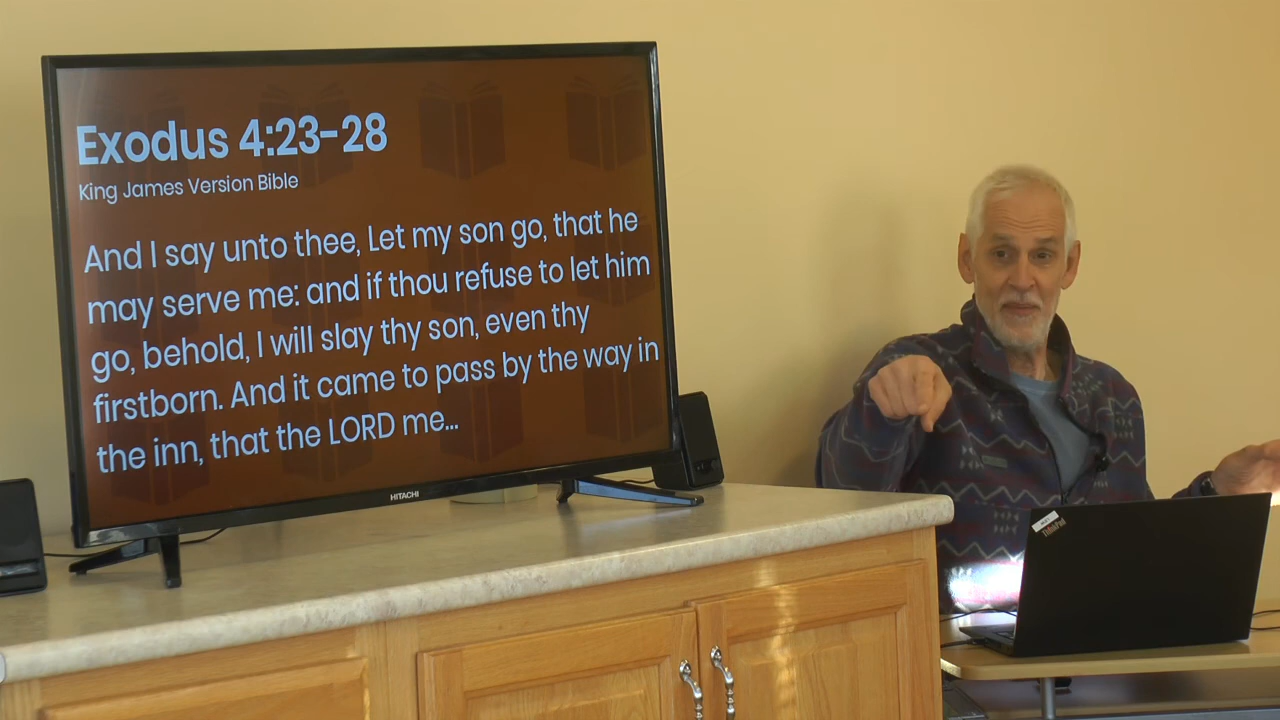 Exodus 4:23-28
King James Version Bible
And I say unto thee, Let my son go, that he
may serve me: and if thou refuse to let him
go, behold, I will slay thy son, even thy
firstborn. And it came to pass by the way in
the inn, that the LORD me...
HITACHI
ThinkPad